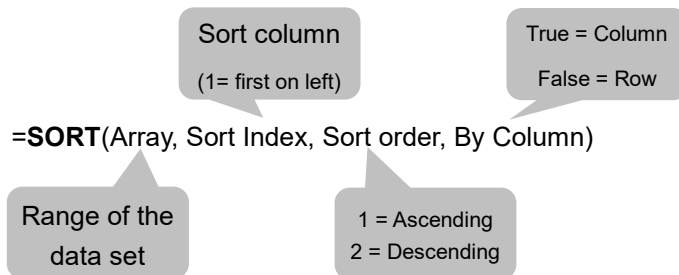 Sort column
(1= first on left)
True = Column
False = Row
=SORT(Array, Sort Index, Sort order, By Column)
Range of the
data set
1 = Ascending
2 = Descending